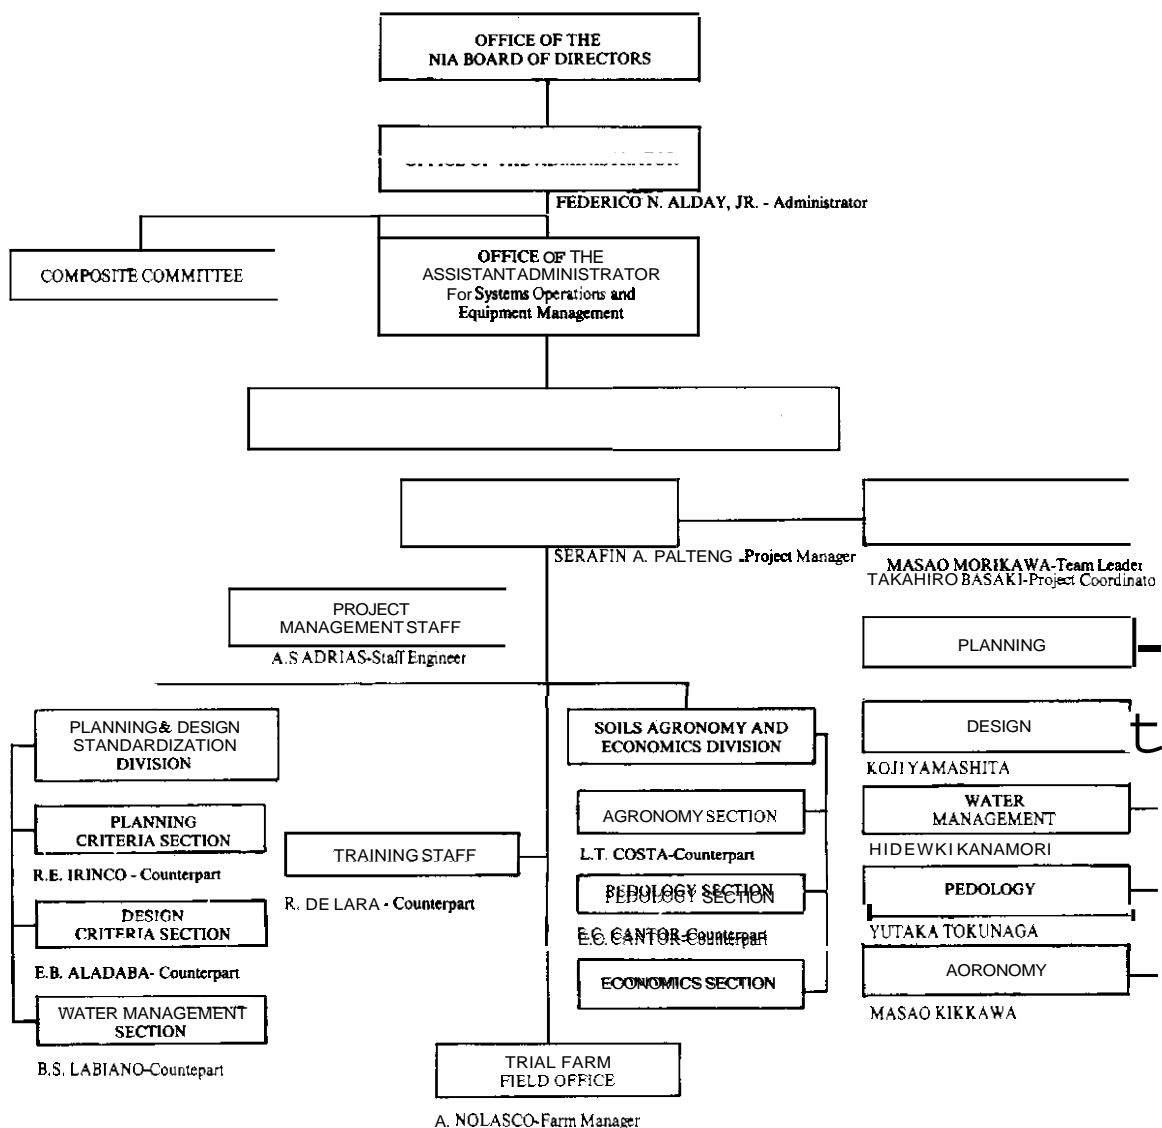 OFFICE OF THE
NIA BOARD OF DIRECTORS
FEDERICO N. ALDAY, JR. - Administrator
COMPOSITE COMMITTEE
OFFICE OF THE
ASSISTANT ADMINISTRATOR
For Systems Operations and
Equipment Management
SERAFIN A. PALTENG -Project Manager
MASAO MORIKAWA-Team Leader
TAKAHIRO BASAKI-Project Coordinato
PROJECT
MANAGEMENT STAFF
A.S ADRIAS-Staff Engineer
PLANNING & DESIGN
STANDARDIZATION
DIVISION
PLANNING
CRITERIA SECTION
R.E. IRINCO - Counterpart
DESIGN
CRITERIA SECTION
E.B. ALADABA- Counterpart
WATER MANAGEMENT
SECTION
B.S. LABIANO-Countepart
TRAINING STAFF
R. DE LARA - Counterpart
SOILS AGRONOMY AND
ECONOMICS DIVISION
AGRONOMY SECTION
L.T. COSTA-Counterpart
PEDOLOGY SECTION
E.C. CANTOR-Counterpart
ECONOMICS SECTION
TRIAL FARM
FIELD OFFICE
A. NOLASCO-Farm Manager
PLANNING
DESIGN
KOJI YAMASHITA
WATER
MANAGEMENT
HIDEWKI KANAMORI
PEDOLOGY
YUTAKA TOKUNAGA
AORONOMY
MASAO KIKKAWA